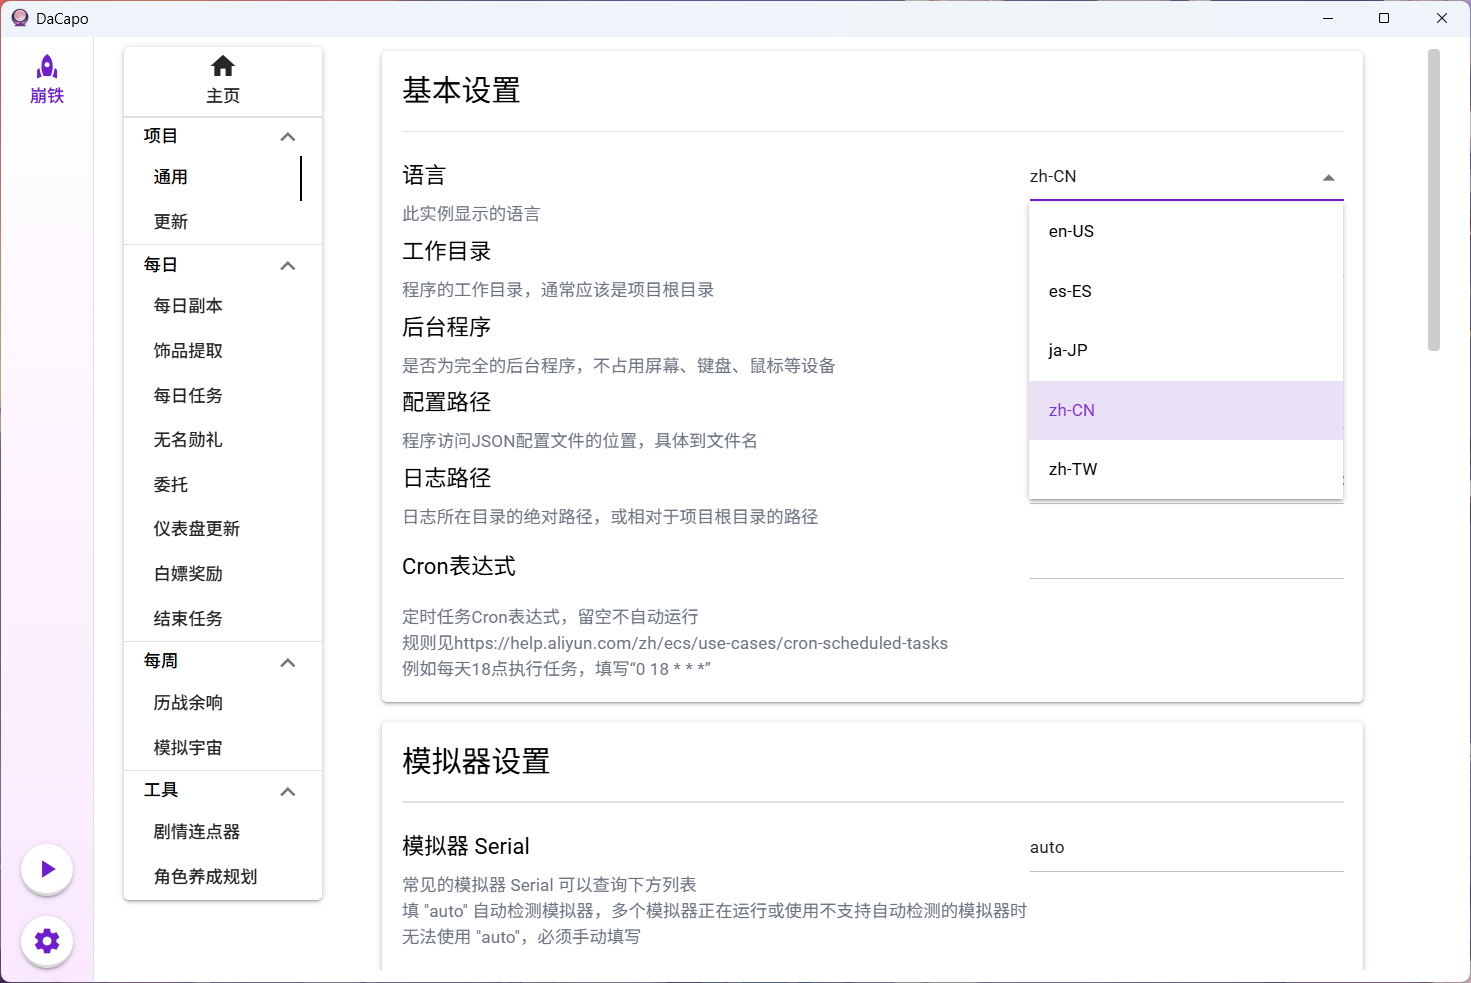 DaCapo
崩铁
主页
项目
通用
更新
每日
每日副本
饰品提取
每日任务
无名勋礼
委托
仪表盘更新
白嫖奖励
结束任务
每周
历战余响
模拟宇宙
工具
剧情连点器
角色养成规划
基本设置
语言
zh-CN
此实例显示的语言
en-US
es-ES
ja-JP
zh-CN
zh-TW
工作目录
程序的工作目录，通常应该是项目根目录
后台程序
是否为完全的后台程序，不占用屏幕、键盘、鼠标等设备
配置路径
程序访问JSON配置文件的位置，具体到文件名
日志路径
日志所在目录的绝对路径，或相对于项目根目录的路径
Cron表达式
定时任务Cron表达式，留空不自动运行
规则见https://help.aliyun.com/zh/ecs/use-cases/cron-scheduled-tasks
例如每天18点执行任务，填写“0 18 * * *”
模拟器设置
模拟器 Serial
auto
常见的模拟器 Serial 可以查询下方列表
填 "auto" 自动检测模拟器，多个模拟器正在运行或使用不支持自动检测的模拟器时
无法使用 "auto"，必须手动填写